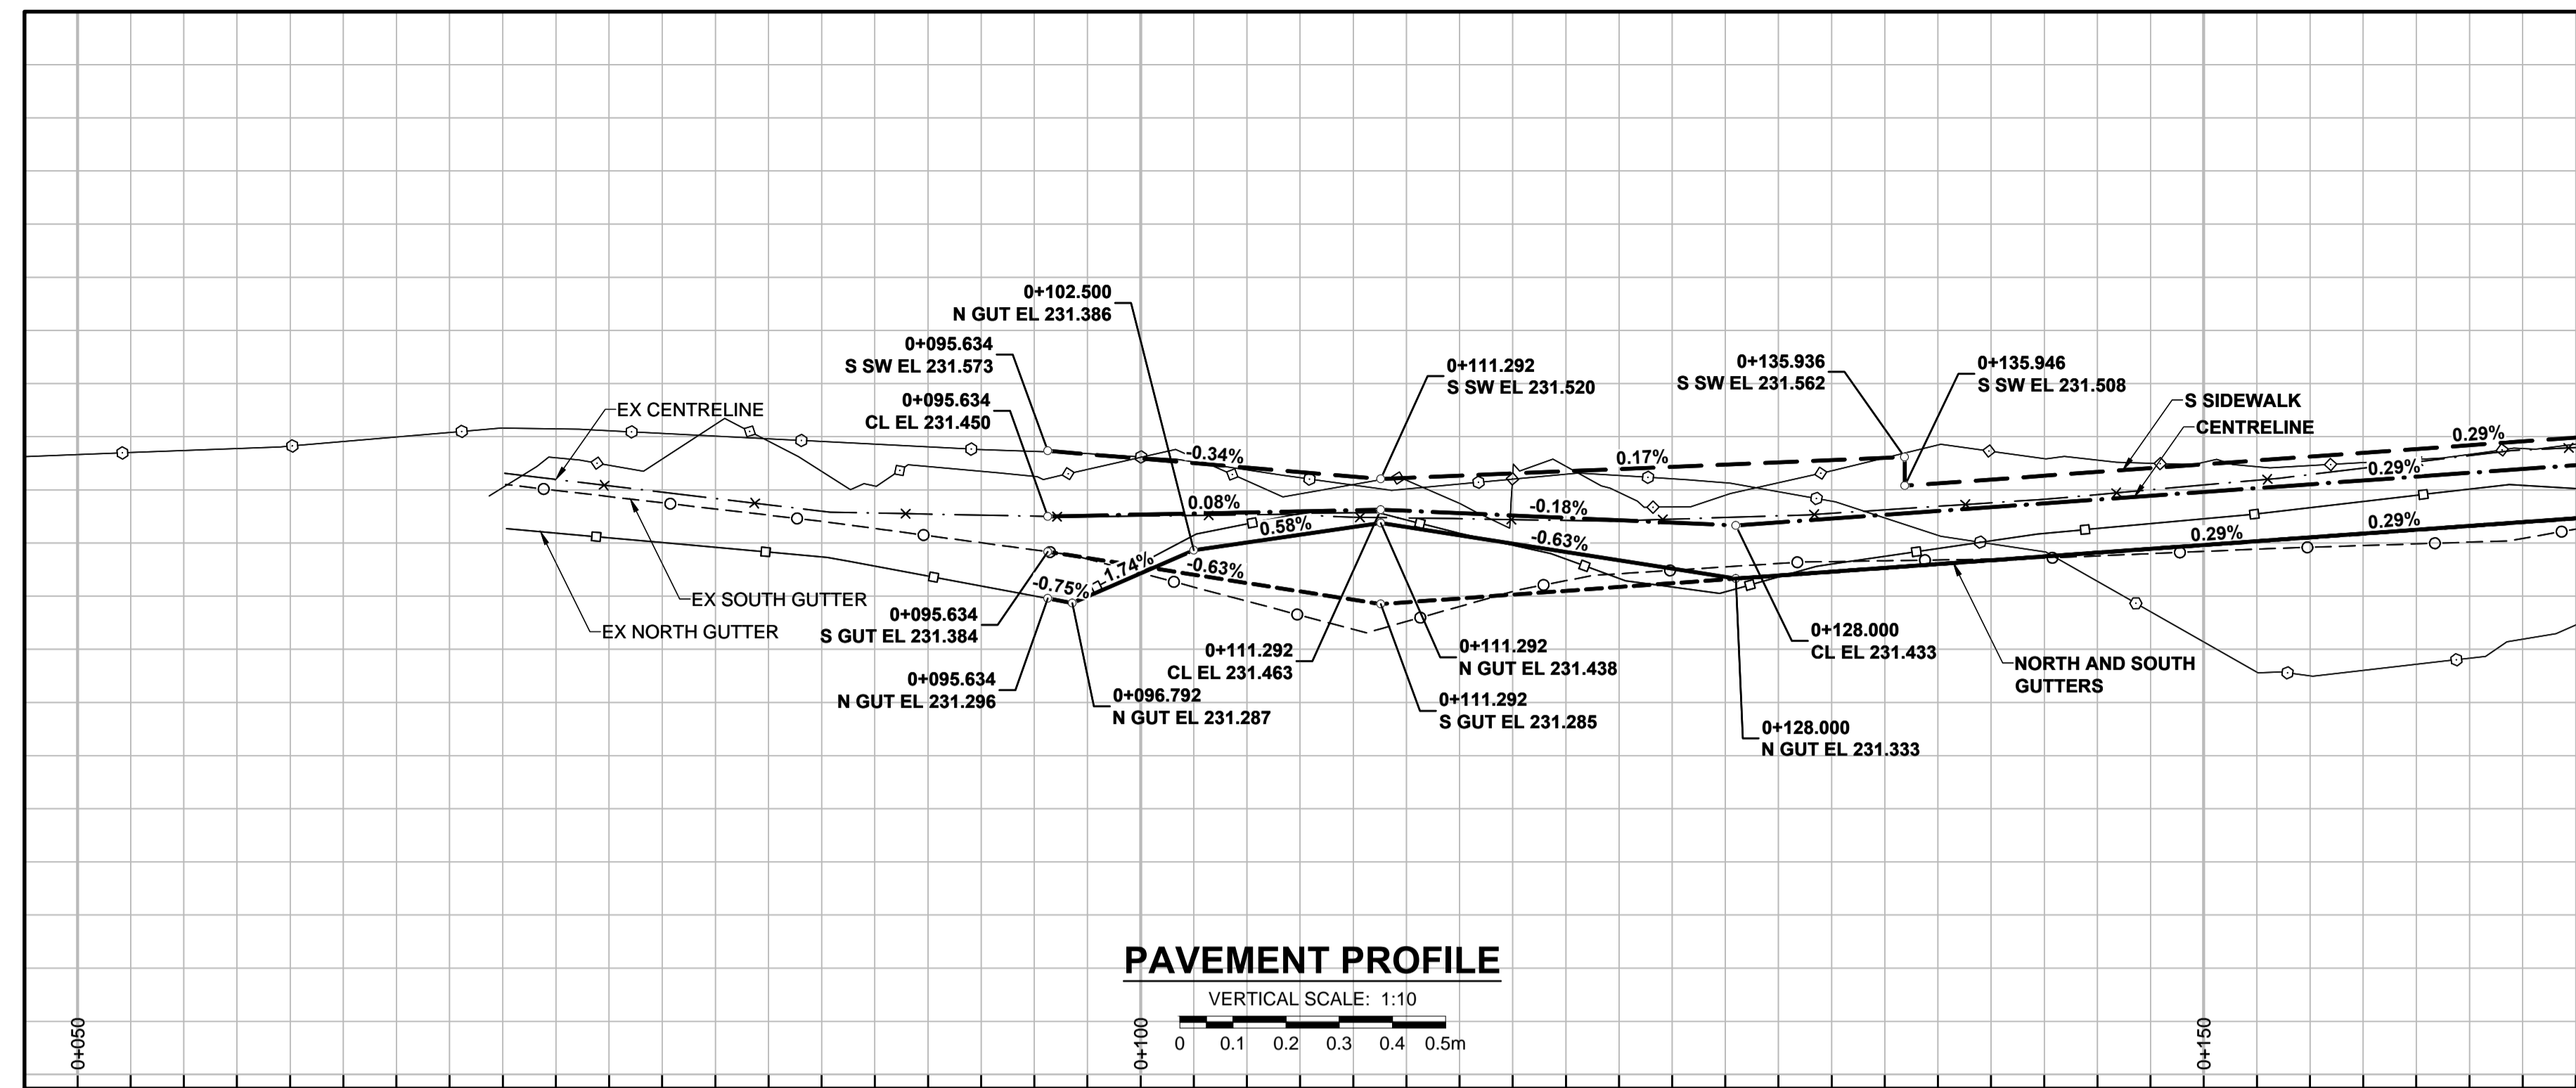 0+102.500
N GUT EL 231.386
0+095.634
S SW EL 231.573
0+095.634
CL EL 231.450
0+111.292
S SW EL 231.520
0+135.936
S SW EL 231.562
0+135.946
S SW EL 231.508
S SIDEWALK
CENTRELINE
EX CENTRELINE
-0.34%
0.17%
0.29%
0.29%
0.08%
-0.18%
0.58%
-0.63%
0.29%
0.29%
-1.74%
-0.63%
-0.75%
EX SOUTH GUTTER
EX NORTH GUTTER
0+095.634
S GUT EL 231.384
0+095.634
N GUT EL 231.296
0+096.792
N GUT EL 231.287
0+111.292
CL EL 231.463
0+111.292
N GUT EL 231.438
0+111.292
S GUT EL 231.285
0+128.000
CL EL 231.433
0+128.000
N GUT EL 231.333
NORTH AND SOUTH
GUTTERS
PAVEMENT PROFILE
VERTICAL SCALE: 1:10
0 0.1 0.2 0.3 0.4 0.5m
0+050
0+100
0+150